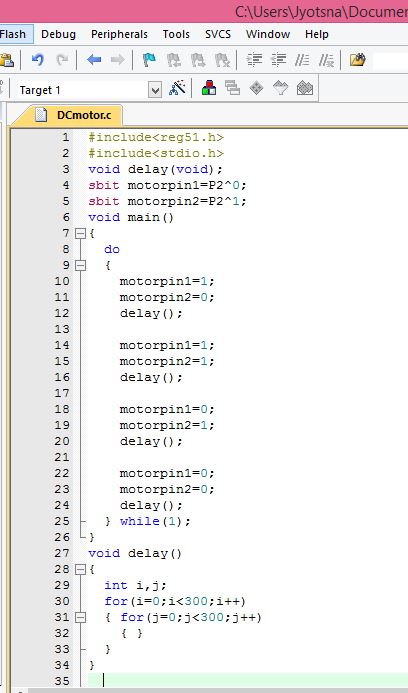 C:\Users\Jyotsna\Documen
Flash Debug Peripherals Tools SVCS Window Help
Target 1
DCmotor.c
1 #include<reg51.h>
2 #include<stdio.h>
3 void delay(void);
4 sbit motorpin1=P2^0;
5 sbit motorpin2=P2^1;
6 void main()
7 {
8 do
9 {
10 motorpin1=1;
11 motorpin2=0;
12 delay();
13
14 motorpin1=1;
15 motorpin2=1;
16 delay();
17
18 motorpin1=0;
19 motorpin2=1;
20 delay();
21
22 motorpin1=0;
23 motorpin2=0;
24 delay();
25 } while(1);
26 }
27 void delay()
28 {
29 int i,j;
30 for(i=0;i<300;i++)
31 { for(j=0;j<300;j++)
32 { }
33 }
34 }
35